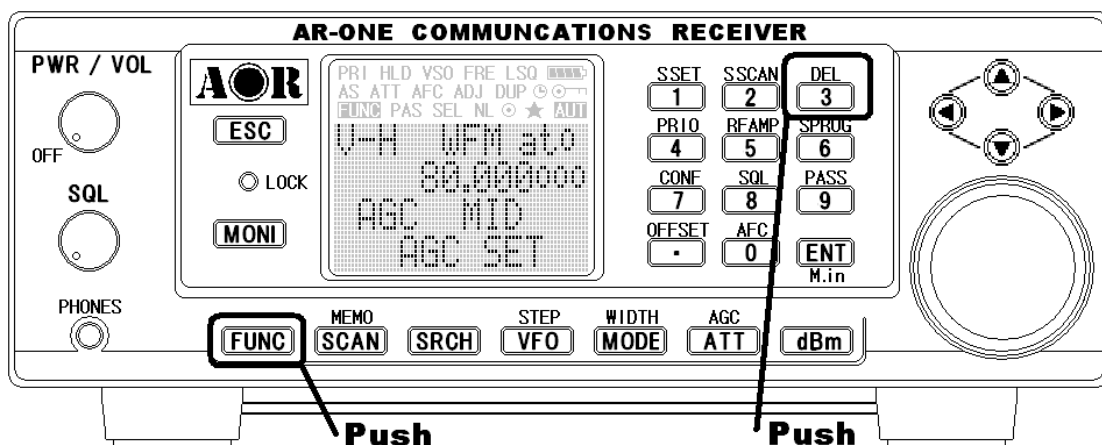 AR-ONE COMMUNCATIONS RECEIVER
PWR / VOL
OFF
SQL
PHONES
AOR
ESC
LOCK
MONI
PRI HLD VSO FRE LSQ
AS ATT AFC ADJ DUP
FUNC PAS SEL NL AUT
V-H WFM ato
80.000000
AGC MID
AGC SET
SSET SSCAN DEL
1 2 3
PRIO RFAMP SPROG
4 5 6
CONF SQL PASS
7 8 9
OFFSET AFC
. 0 ENT
M.in
MEMO STEP WIDTH AGC
FUNC SCAN SRCH VFO MODE ATT dBm
Push Push